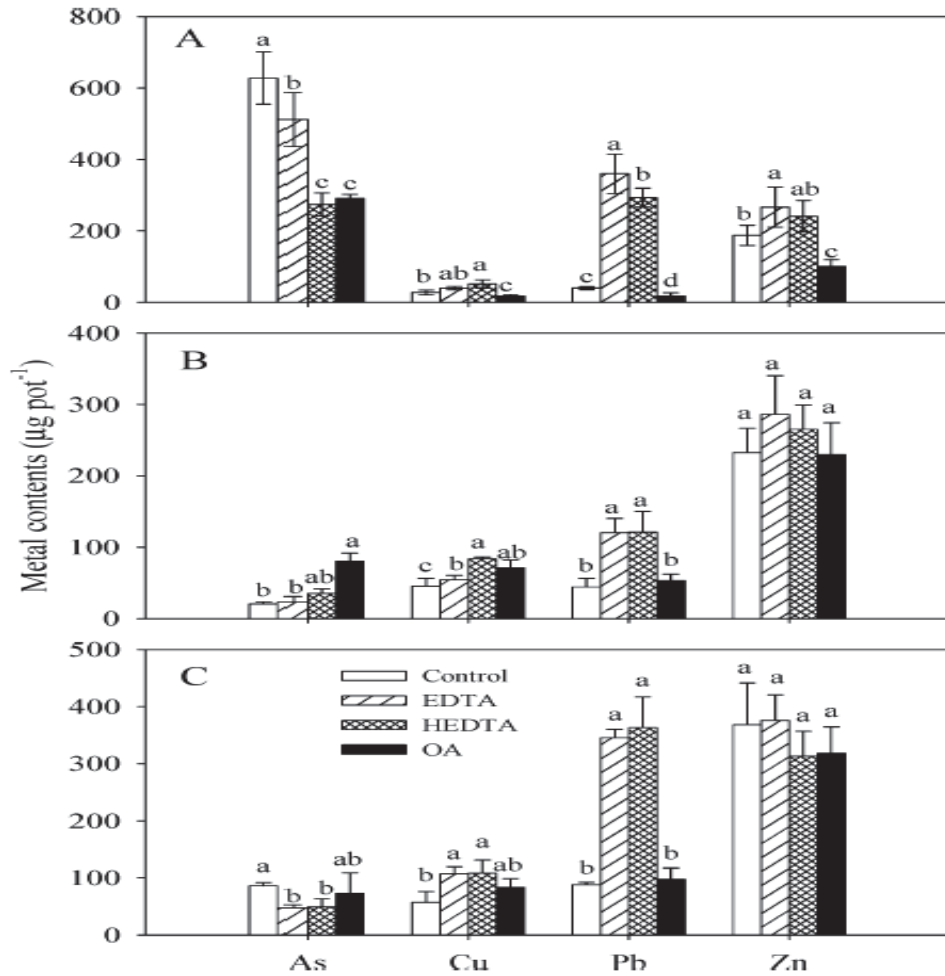 800
A
a
b
600
400
c c
a
b
a
ab
b
200
b ab a c
c
d
c
0
400
B
300
a a a a
200
Metal contents (µg pot⁻¹)
100
b b ab a
c b a ab
b a a b
0
500
C
Control
EDTA
HEDTA
OA
400
a a
a a a a
300
200
100
a b b ab
b a a ab
b b
0
As Cu Pb Zn